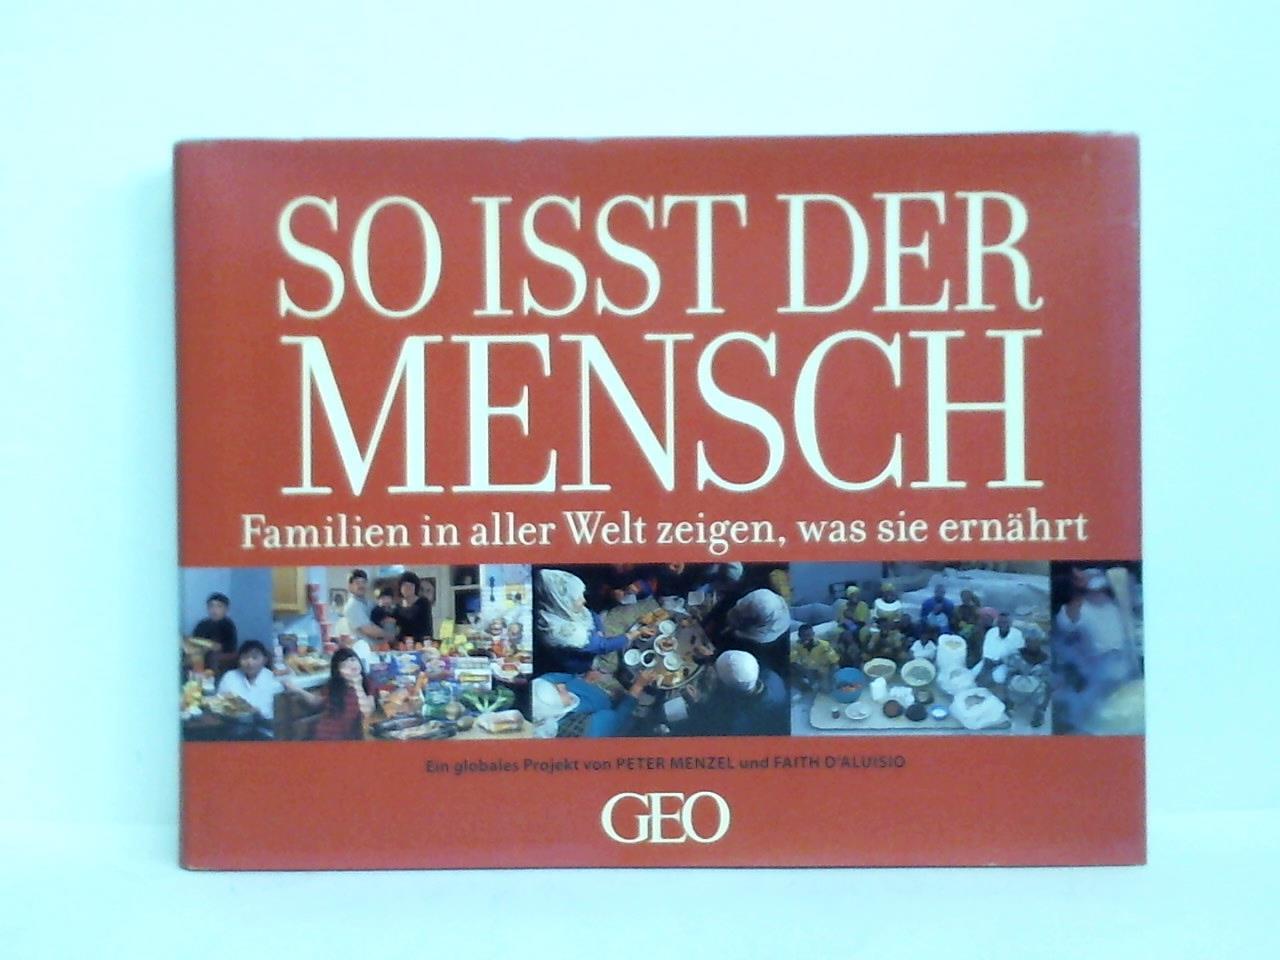 SO ISST DER
MENSCH
Familien in aller Welt zeigen, was sie ernährt
Ein globales Projekt von PETER MENZEL und FAITH D'ALUISIO
GEO